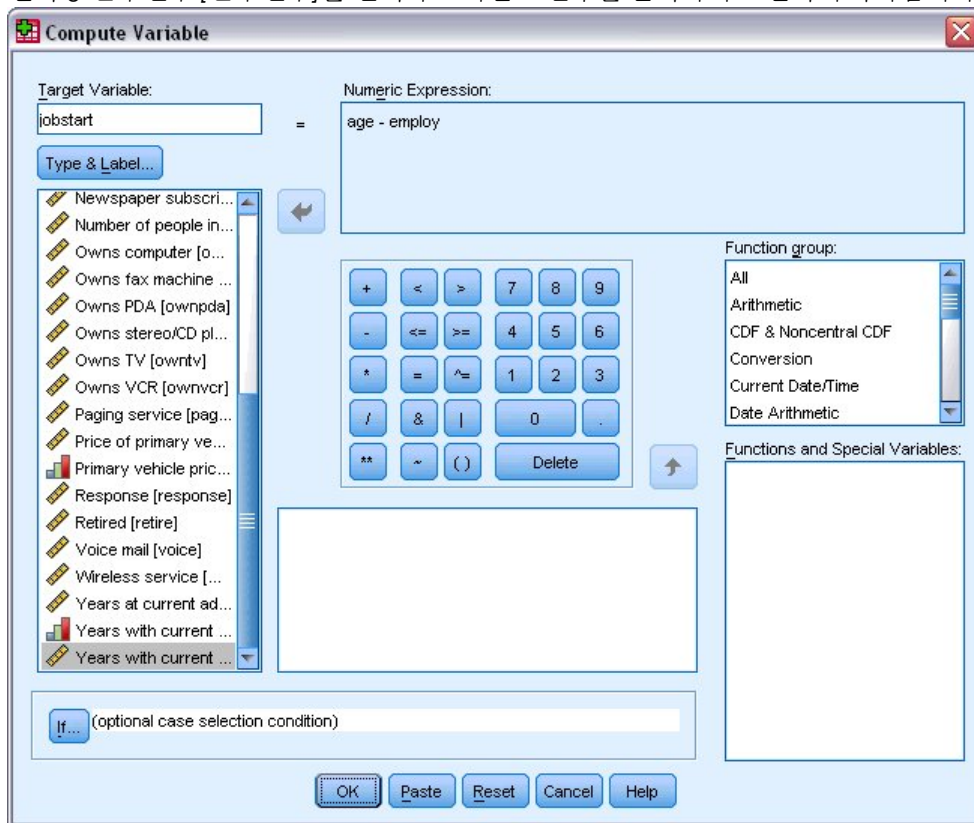 Compute Variable
Target Variable:
jobstart
=
Numeric Expression:
age - employ
Type & Label...
Newspaper subscri...
Number of people in...
Owns computer [o...
Owns fax machine ...
Owns PDA [ownpda]
Owns stereo/CD pl...
Owns TV [owntv]
Owns VCR [ownvcr]
Paging service [pag...
Price of primary ve...
Primary vehicle pric...
Response [response]
Retired [retire]
Voice mail [voice]
Wireless service [...
Years at current ad...
Years with current ...
Years with current ...
+ < > 7 8 9
- <= >= 4 5 6
* = ~= 1 2 3
/ & | 0 .
** ~ () Delete
Function group:
All
Arithmetic
CDF & Noncentral CDF
Conversion
Current Date/Time
Date Arithmetic
Functions and Special Variables:
If... (optional case selection condition)
OK Paste Reset Cancel Help